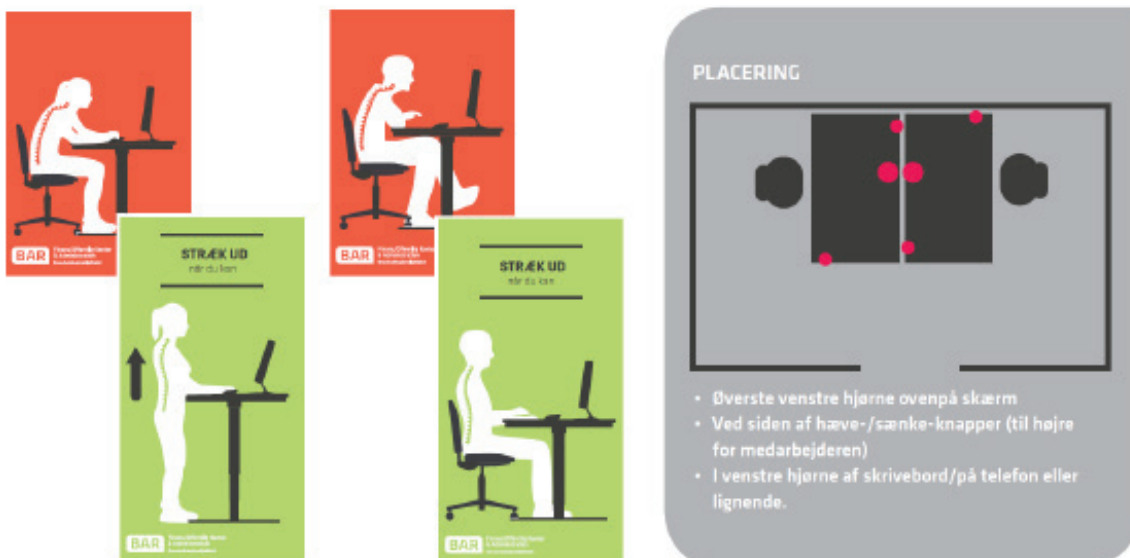 BAR
BAR
STRÆK UD
når du kan
BAR
STRÆK UD
når du kan
BAR
PLACERING
• Øverste venstre hjørne ovenpå skærm
• Ved siden af hæve-/sænke-knapper (til højre
for medarbejderen)
• I venstre hjørne af skrivebord/på telefon eller
lignende.